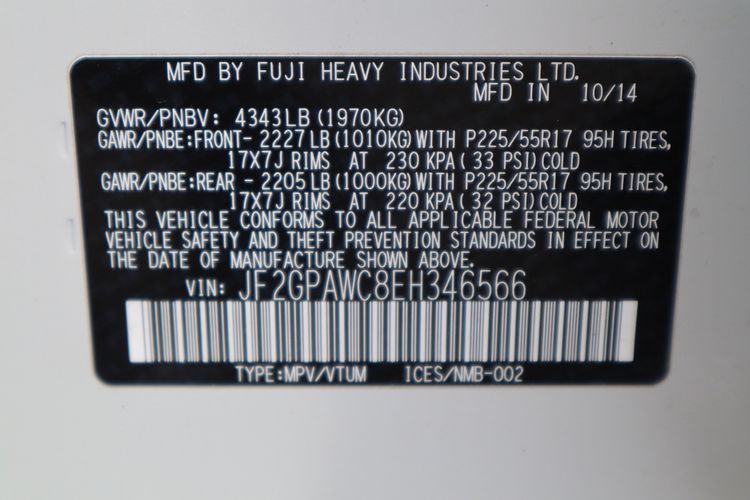 MFD BY FUJI HEAVY INDUSTRIES LTD.
MFD IN 10/14
GVWR/PNBV: 4343LB (1970KG)
GAWR/PNBE:FRONT- 2227LB(1010KG)WITH P225/55R17 95H TIRES,
17X7J RIMS AT 230 KPA (33 PSI)COLD
GAWR/PNBE:REAR - 2205LB(1000KG)WITH P225/55R17 95H TIRES,
17X7J RIMS AT 220 KPA (32 PSI)COLD
THIS VEHICLE CONFORMS TO ALL APPLICABLE FEDERAL MOTOR
VEHICLE SAFETY AND THEFT PREVENTION STANDARDS IN EFFECT ON
THE DATE OF MANUFACTURE SHOWN ABOVE.
VIN: JF2GPAWC8EH346566
TYPE:MPV/VTUM ICES/NMB-002